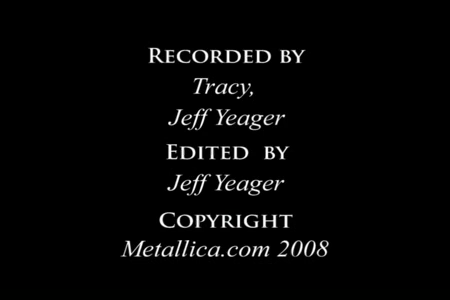 RECORDED BY
Tracy,
Jeff Yeager
EDITED BY
Jeff Yeager
COPYRIGHT
Metallica.com 2008